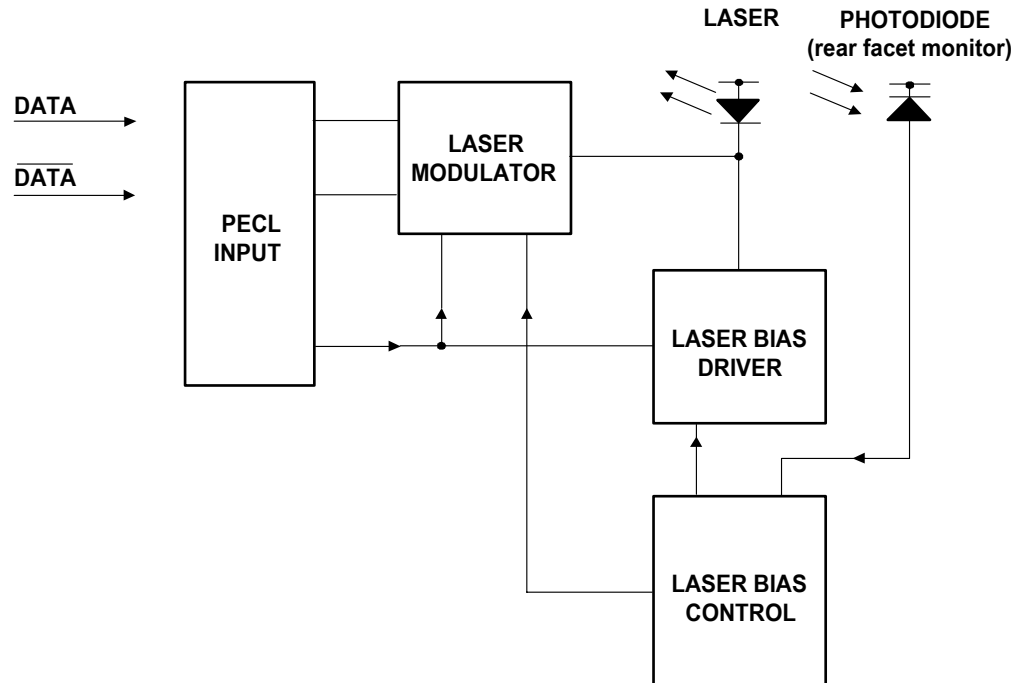 LASER
PHOTODIODE
(rear facet monitor)
DATA
DATA
PECL
INPUT
LASER
MODULATOR
LASER BIAS
DRIVER
LASER BIAS
CONTROL